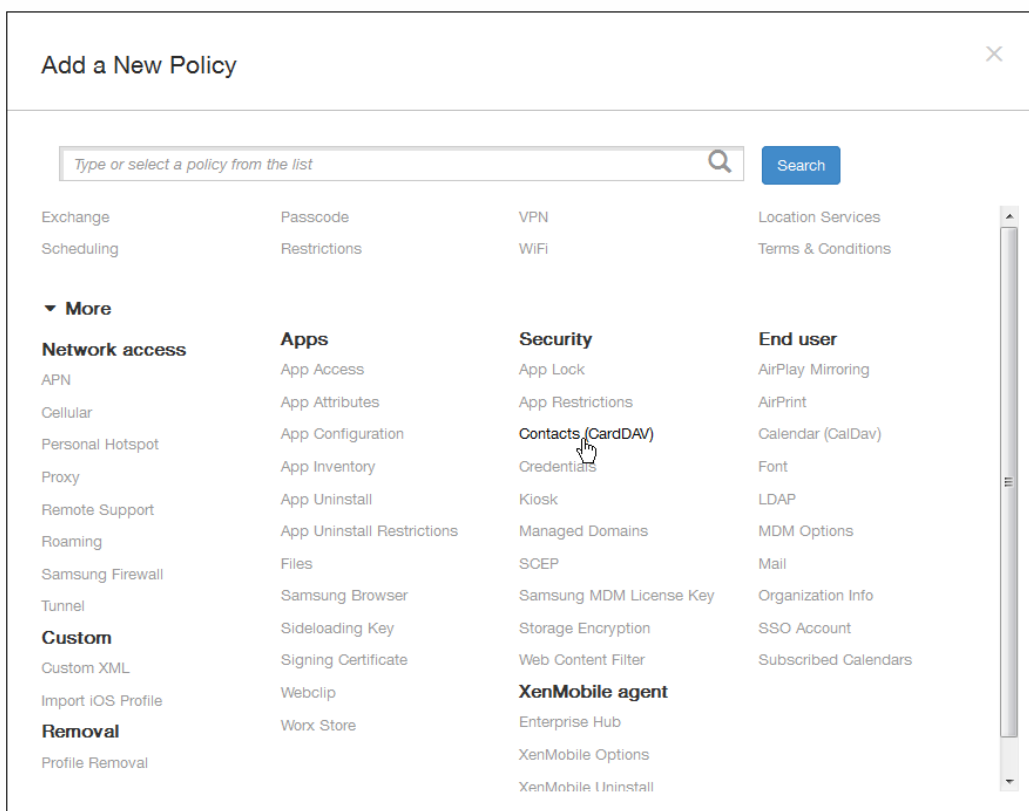 Add a New Policy
Type or select a policy from the list
Search
Exchange
Passcode
VPN
Location Services
Scheduling
Restrictions
WiFi
Terms & Conditions
More
Network access
APN
Cellular
Personal Hotspot
Proxy
Remote Support
Roaming
Samsung Firewall
Tunnel
Custom
Custom XML
Import iOS Profile
Removal
Profile Removal
Apps
App Access
App Attributes
App Configuration
App Inventory
App Uninstall
App Uninstall Restrictions
Files
Samsung Browser
Sideloading Key
Signing Certificate
Webclip
Worx Store
Security
App Lock
App Restrictions
Contacts (CardDAV)
Credentials
Kiosk
Managed Domains
SCEP
Samsung MDM License Key
Storage Encryption
Web Content Filter
XenMobile agent
Enterprise Hub
XenMobile Options
XenMobile Uninstall
End user
AirPlay Mirroring
AirPrint
Calendar (CalDav)
Font
LDAP
MDM Options
Mail
Organization Info
SSO Account
Subscribed Calendars